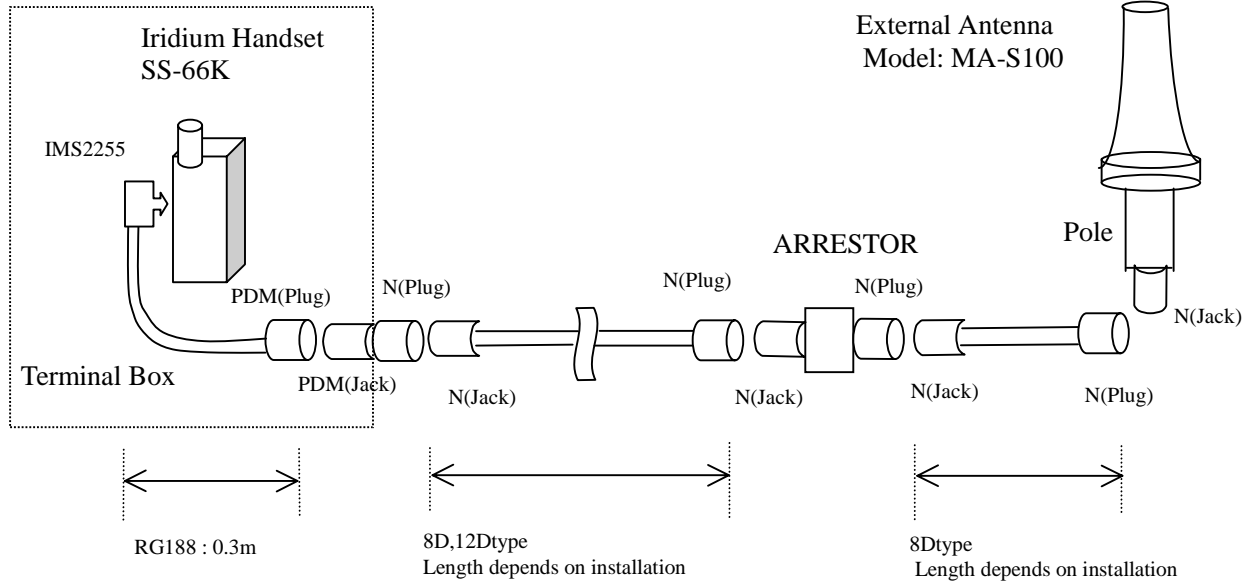 Iridium Handset
SS-66K
External Antenna
Model: MA-S100
IMS2255
Pole
ARRESTOR
PDM(Plug)
N(Plug)
N(Plug)
N(Plug)
N(Jack)
Terminal Box
PDM(Jack)
N(Jack)
N(Jack)
N(Jack)
N(Plug)
RG188 : 0.3m
8D,12Dtype
Length depends on installation
8Dtype
Length depends on installation